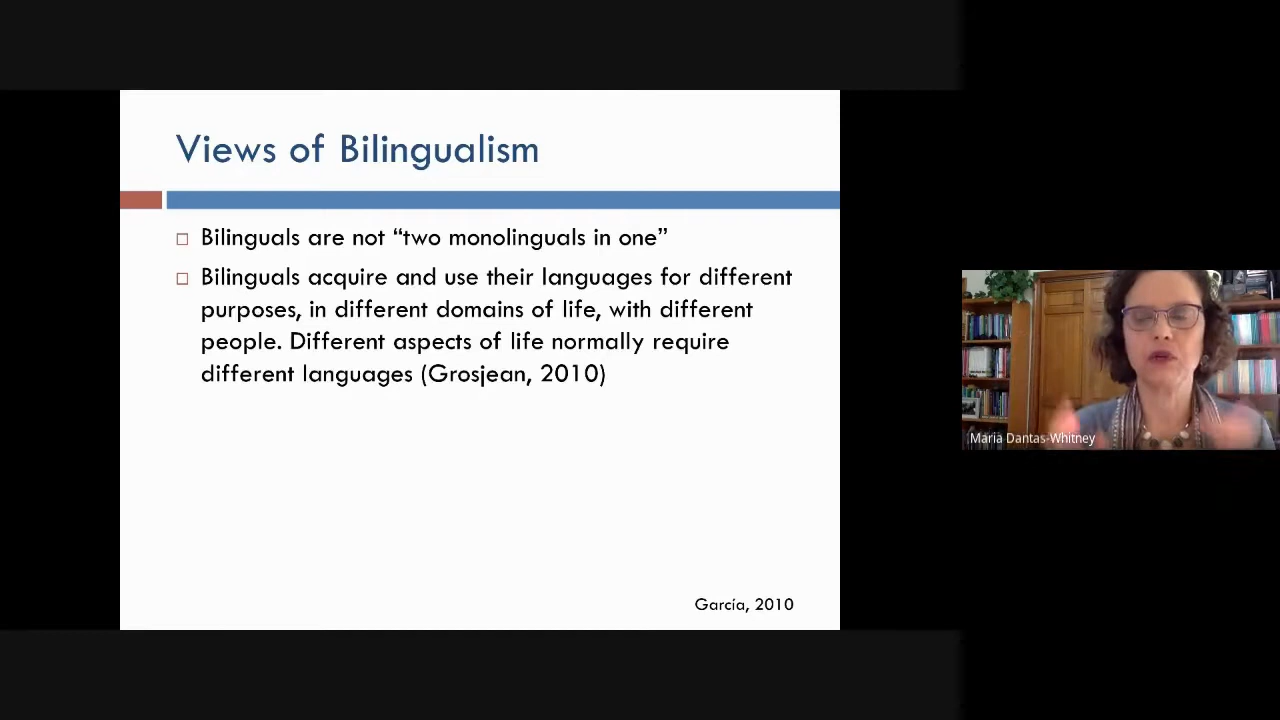 Views of Bilingualism
Bilinguals are not “two monolinguals in one”
Bilinguals acquire and use their languages for different
purposes, in different domains of life, with different
people. Different aspects of life normally require
different languages (Grosjean, 2010)
García, 2010
Maria Dantas-Whitney